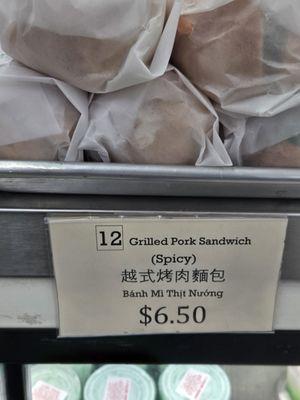 12 Grilled Pork Sandwich
(Spicy)
越式烤肉麵包
Bánh Mì Thịt Nướng
$6.50